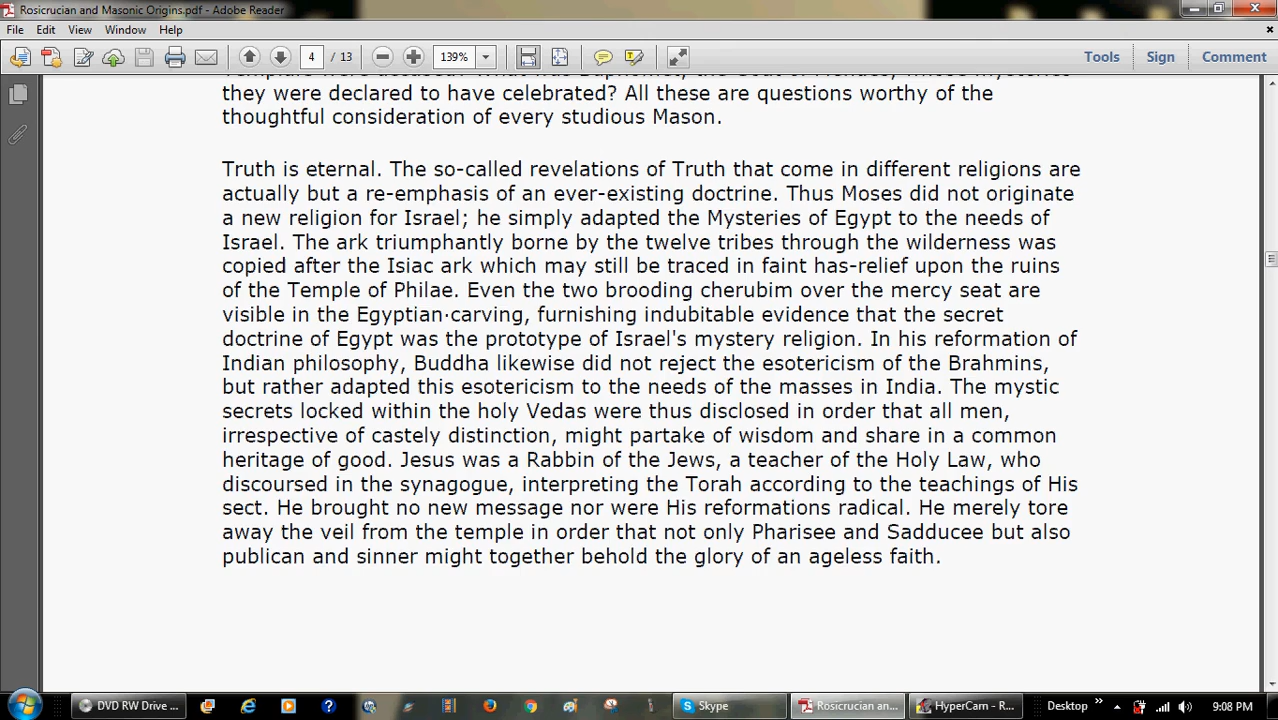 Rosicrucian and Masonic Origins.pdf - Adobe Reader
File Edit View Window Help
4 / 13 139% Tools Sign Comment
they were declared to have celebrated? All these are questions worthy of the
thoughtful consideration of every studious Mason.
Truth is eternal. The so-called revelations of Truth that come in different religions are
actually but a re-emphasis of an ever-existing doctrine. Thus Moses did not originate
a new religion for Israel; he simply adapted the Mysteries of Egypt to the needs of
Israel. The ark triumphantly borne by the twelve tribes through the wilderness was
copied after the Isiac ark which may still be traced in faint has-relief upon the ruins
of the Temple of Philae. Even the two brooding cherubim over the mercy seat are
visible in the Egyptian·carving, furnishing indubitable evidence that the secret
doctrine of Egypt was the prototype of Israel's mystery religion. In his reformation of
Indian philosophy, Buddha likewise did not reject the esotericism of the Brahmins,
but rather adapted this esotericism to the needs of the masses in India. The mystic
secrets locked within the holy Vedas were thus disclosed in order that all men,
irrespective of castely distinction, might partake of wisdom and share in a common
heritage of good. Jesus was a Rabbin of the Jews, a teacher of the Holy Law, who
discoursed in the synagogue, interpreting the Torah according to the teachings of His
sect. He brought no new message nor were His reformations radical. He merely tore
away the veil from the temple in order that not only Pharisee and Sadducee but also
publican and sinner might together behold the glory of an ageless faith.
DVD RW Drive ... Skype Rosicrucian an... HyperCam - R... Desktop » 9:08 PM